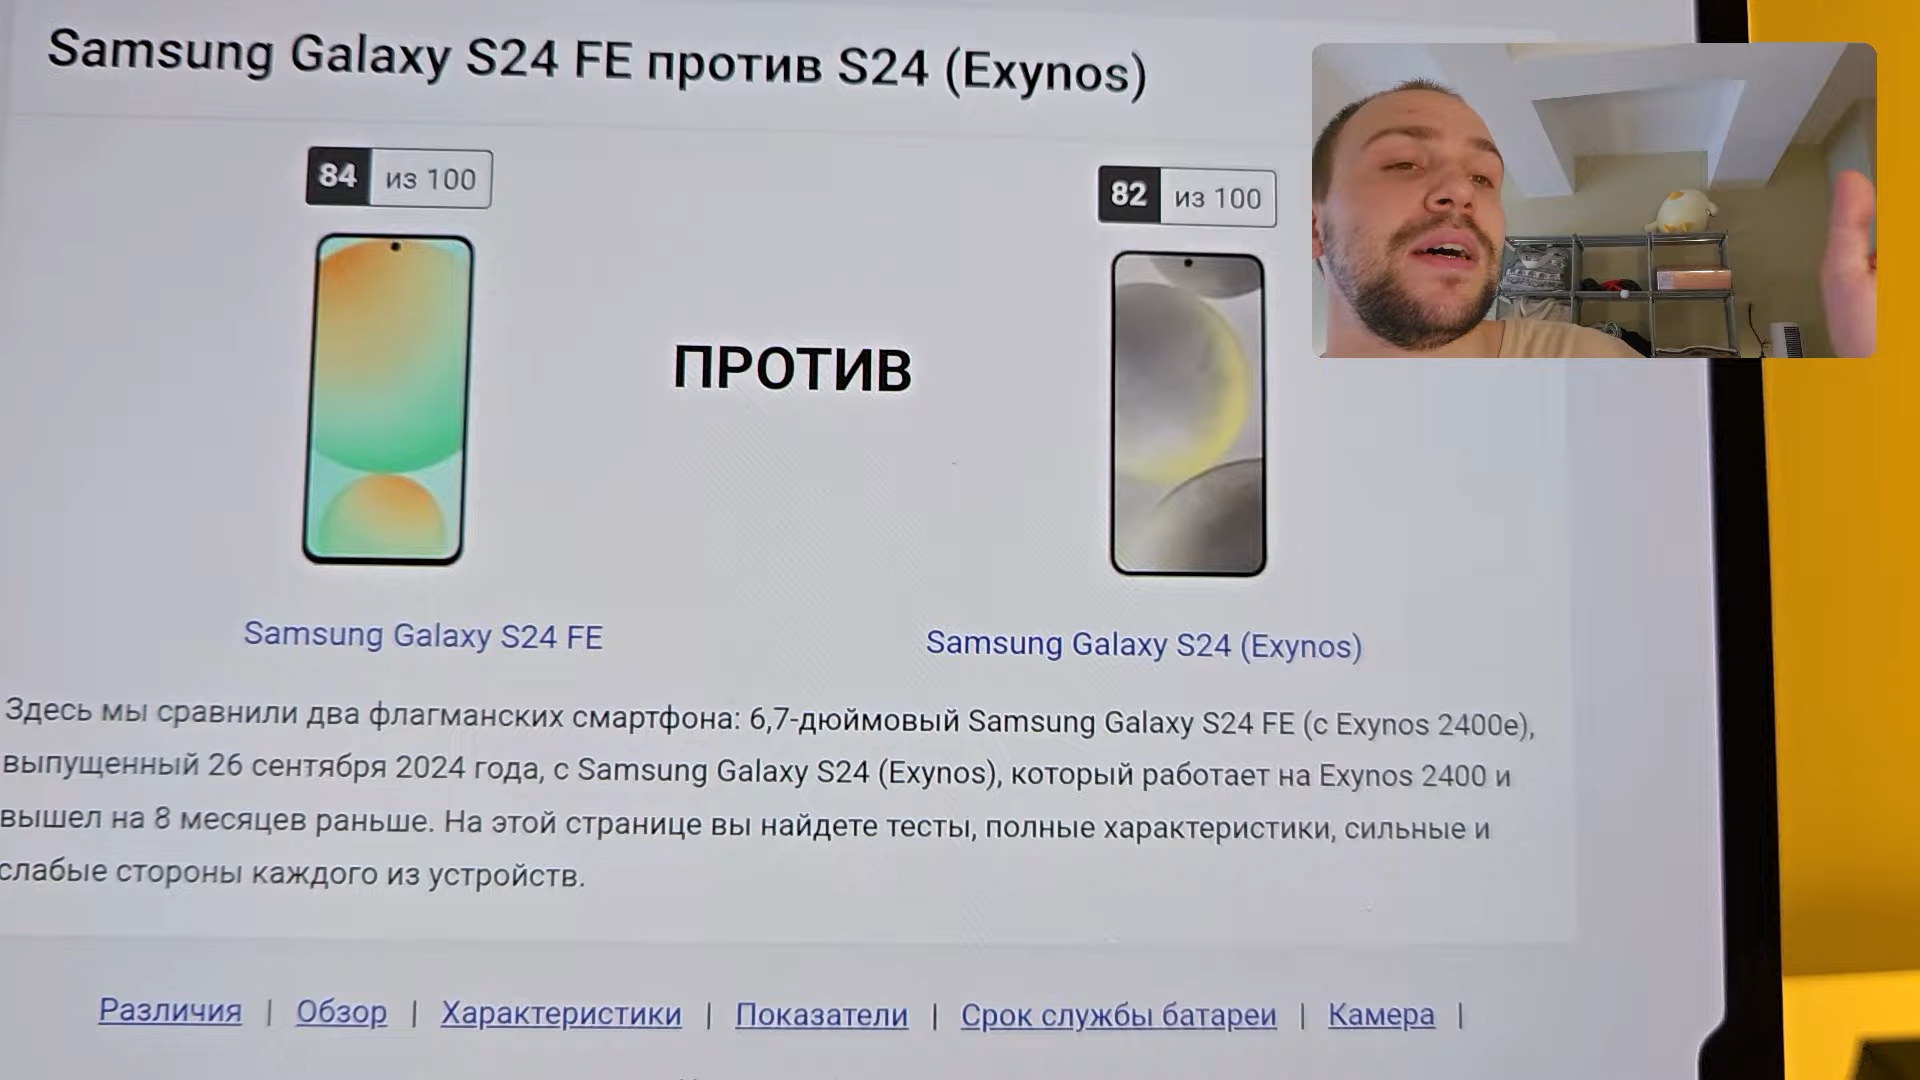 Samsung Galaxy S24 FE против S24 (Exynos)
84 из 100
82 из 100
ПРОТИВ
Samsung Galaxy S24 FE
Samsung Galaxy S24 (Exynos)
Здесь мы сравнили два флагманских смартфона: 6,7-дюймовый Samsung Galaxy S24 FE (с Exynos 2400e),
выпущенный 26 сентября 2024 года, с Samsung Galaxy S24 (Exynos), который работает на Exynos 2400 и
вышел на 8 месяцев раньше. На этой странице вы найдете тесты, полные характеристики, сильные и
слабые стороны каждого из устройств.
Различия | Обзор | Характеристики | Показатели | Срок службы батареи | Камера |